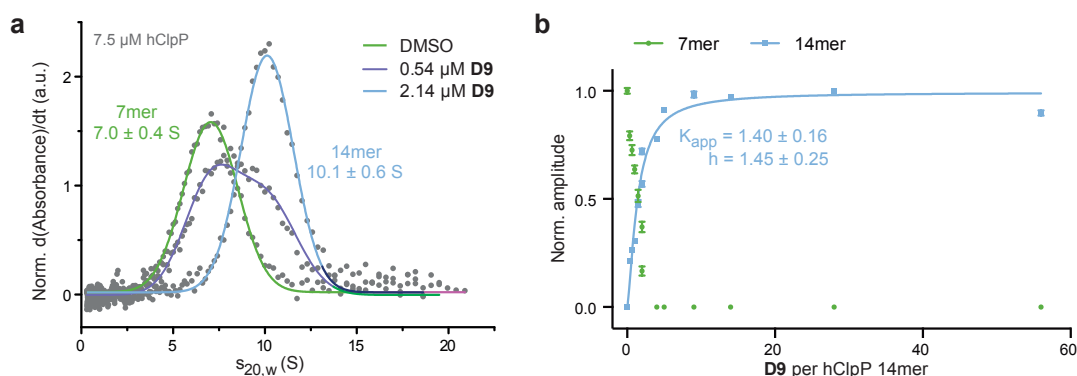 a
7.5 µM hClpP
DMSO
0.54 µM D9
2.14 µM D9
7mer
7.0 ± 0.4 S
14mer
10.1 ± 0.6 S
Norm. d(Absorbance)/dt (a.u.)
2
1
0
0 5 10 15 20
s20,w (S)
b
7mer 14mer
Kapp = 1.40 ± 0.16
h = 1.45 ± 0.25
Norm. amplitude
1.0
0.5
0.0
0 20 40 60
D9 per hClpP 14mer